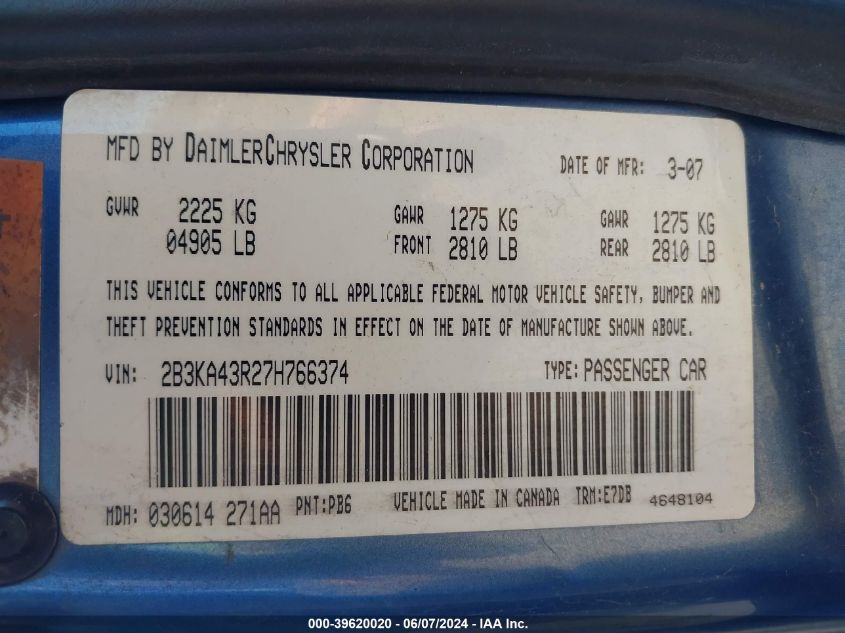 MFD BY DAIMLERCHRYSLER CORPORATION DATE OF MFR: 3-07
GVWR 2225 KG GAWR 1275 KG GAWR 1275 KG
04905 LB FRONT 2810 LB REAR 2810 LB
THIS VEHICLE CONFORMS TO ALL APPLICABLE FEDERAL MOTOR VEHICLE SAFETY, BUMPER AND
THEFT PREVENTION STANDARDS IN EFFECT ON THE DATE OF MANUFACTURE SHOWN ABOVE.
VIN: 2B3KA43R27H766374 TYPE: PASSENGER CAR
MDH: 030614 271AA PNT:PB6 VEHICLE MADE IN CANADA TRM:E7DB 4648104
000-39620020 - 06/07/2024 - IAA Inc.